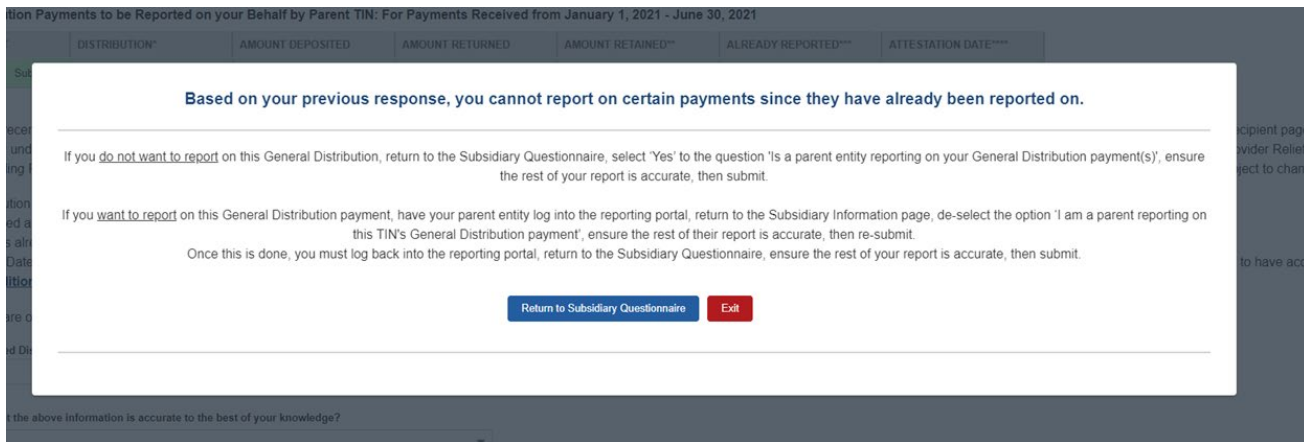 tion Payments to be Reported on your Behalf by Parent TIN: For Payments Received from January 1, 2021 - June 30, 2021
DISTRIBUTION* AMOUNT DEPOSITED AMOUNT RETURNED AMOUNT RETAINED** ALREADY REPORTED*** ATTESTATION DATE****
Sub
Based on your previous response, you cannot report on certain payments since they have already been reported on.
If you do not want to report on this General Distribution, return to the Subsidiary Questionnaire, select 'Yes' to the question 'Is a parent entity reporting on your General Distribution payment(s)', ensure
the rest of your report is accurate, then submit.
If you want to report on this General Distribution payment, have your parent entity log into the reporting portal, return to the Subsidiary Information page, de-select the option 'I am a parent reporting on
this TIN's General Distribution payment', ensure the rest of their report is accurate, then re-submit.
Once this is done, you must log back into the reporting portal, return to the Subsidiary Questionnaire, ensure the rest of your report is accurate, then submit.
Return to Subsidiary Questionnaire Exit
t the above information is accurate to the best of your knowledge?